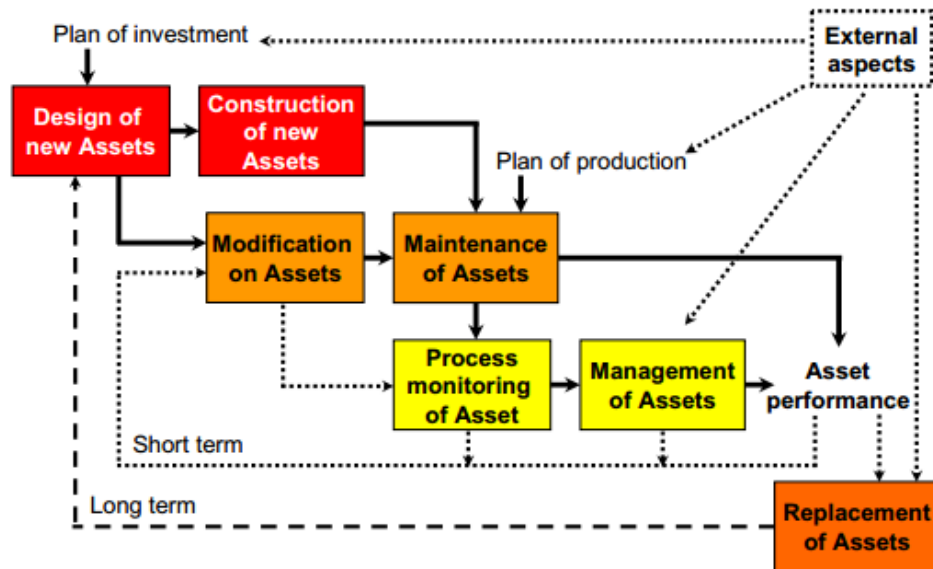 Plan of investment
External
aspects
Design of
new Assets
Construction
of new
Assets
Plan of production
Modification
on Assets
Maintenance
of Assets
Process
monitoring
of Asset
Management
of Assets
Asset
performance
Short term
Long term
Replacement
of Assets